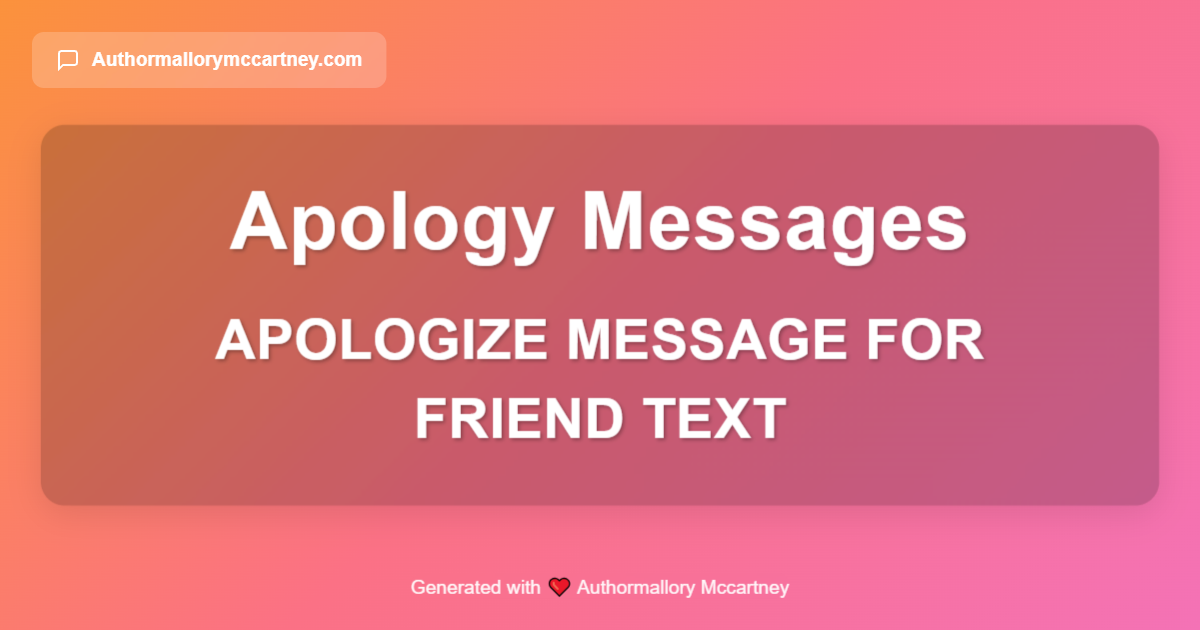 Authormallorymccartney.com
Apology Messages
APOLOGIZE MESSAGE FOR
FRIEND TEXT
Generated with ❤ Authormallory Mccartney